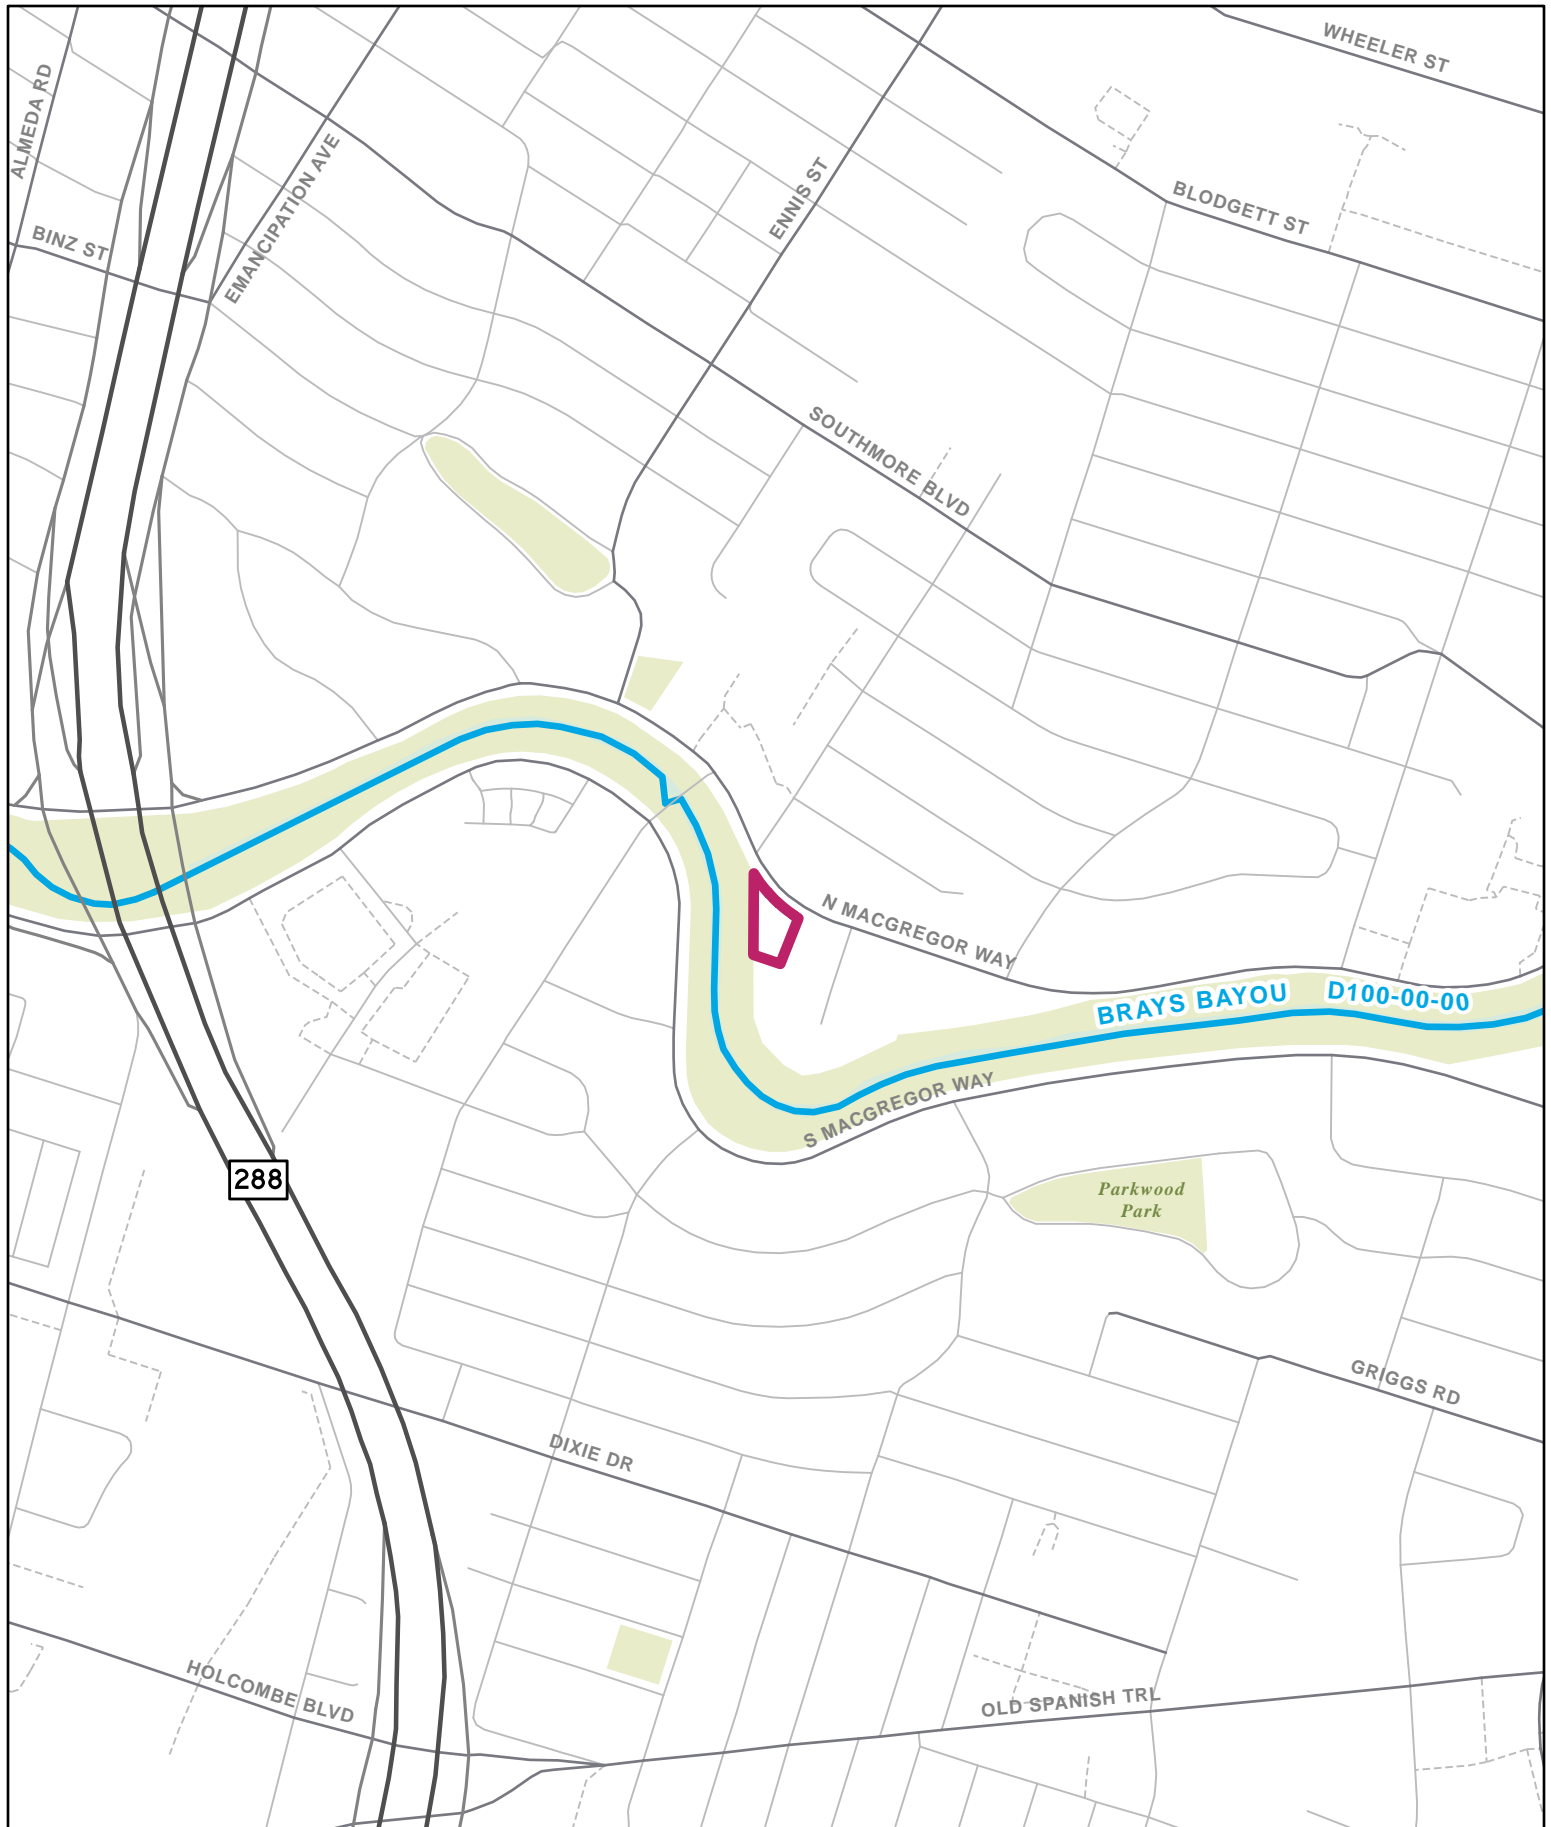 WHEELER ST
ALMEDA RD
EMANCIPATION AVE
ENNIS ST
BLODGETT ST
BINZ ST
SOUTHMORE BLVD
N MACGREGOR WAY
BRAYS BAYOU D100-00-00
S MACGREGOR WAY
288
Parkwood
Park
GRIGGS RD
DIXIE DR
HOLCOMBE BLVD
OLD SPANISH TRL